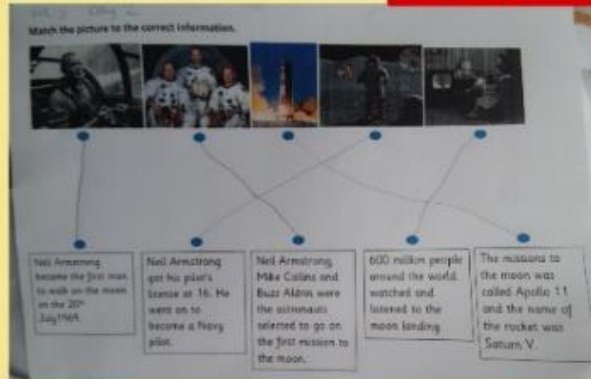 Match the picture to the correct information.
Neil Armstrong
became the first man
to walk on the moon
on the 20th
July 1969.
Neil Armstrong
got his pilot's
license at 16. He
went on to
become a Navy
pilot.
Neil Armstrong,
Mike Collins and
Buzz Aldrin were
the astronauts
selected to go on
the first mission to
the moon.
600 million people
around the world
watched and
listened to the
moon landing.
The missions to
the moon was
called Apollo 11
and the name of
the rocket was
Saturn V.